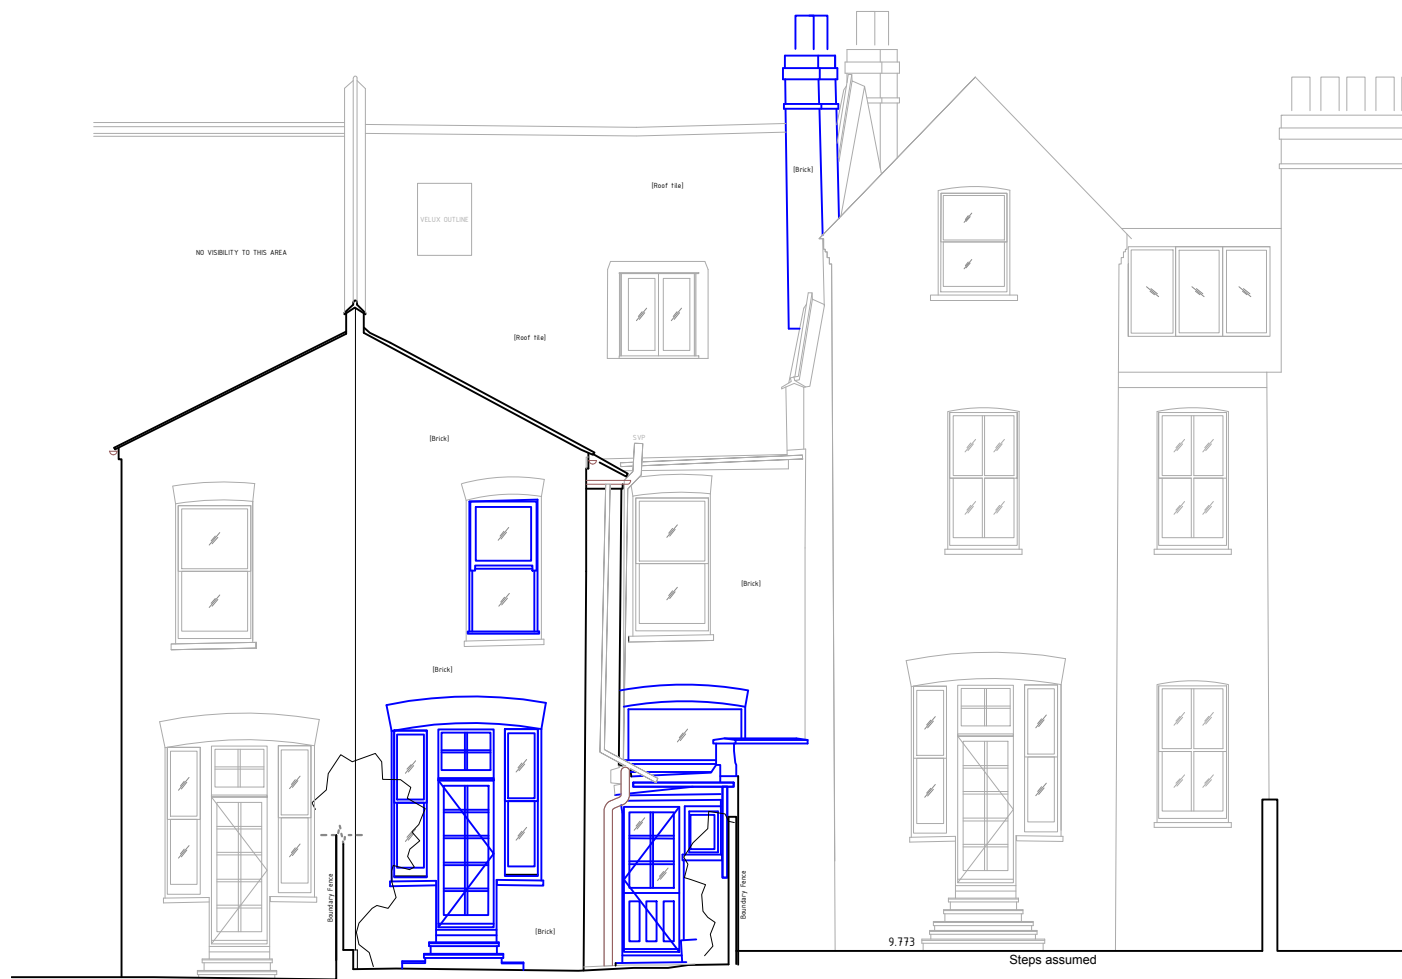 [Brick]
[Roof tile]
VELUX OUTLINE
NO VISIBILITY TO THIS AREA
[Roof tile]
[Brick]
SVP
[Brick]
[Brick]
Boundary Fence
Boundary Fence
[Brick]
9.773
Steps assumed